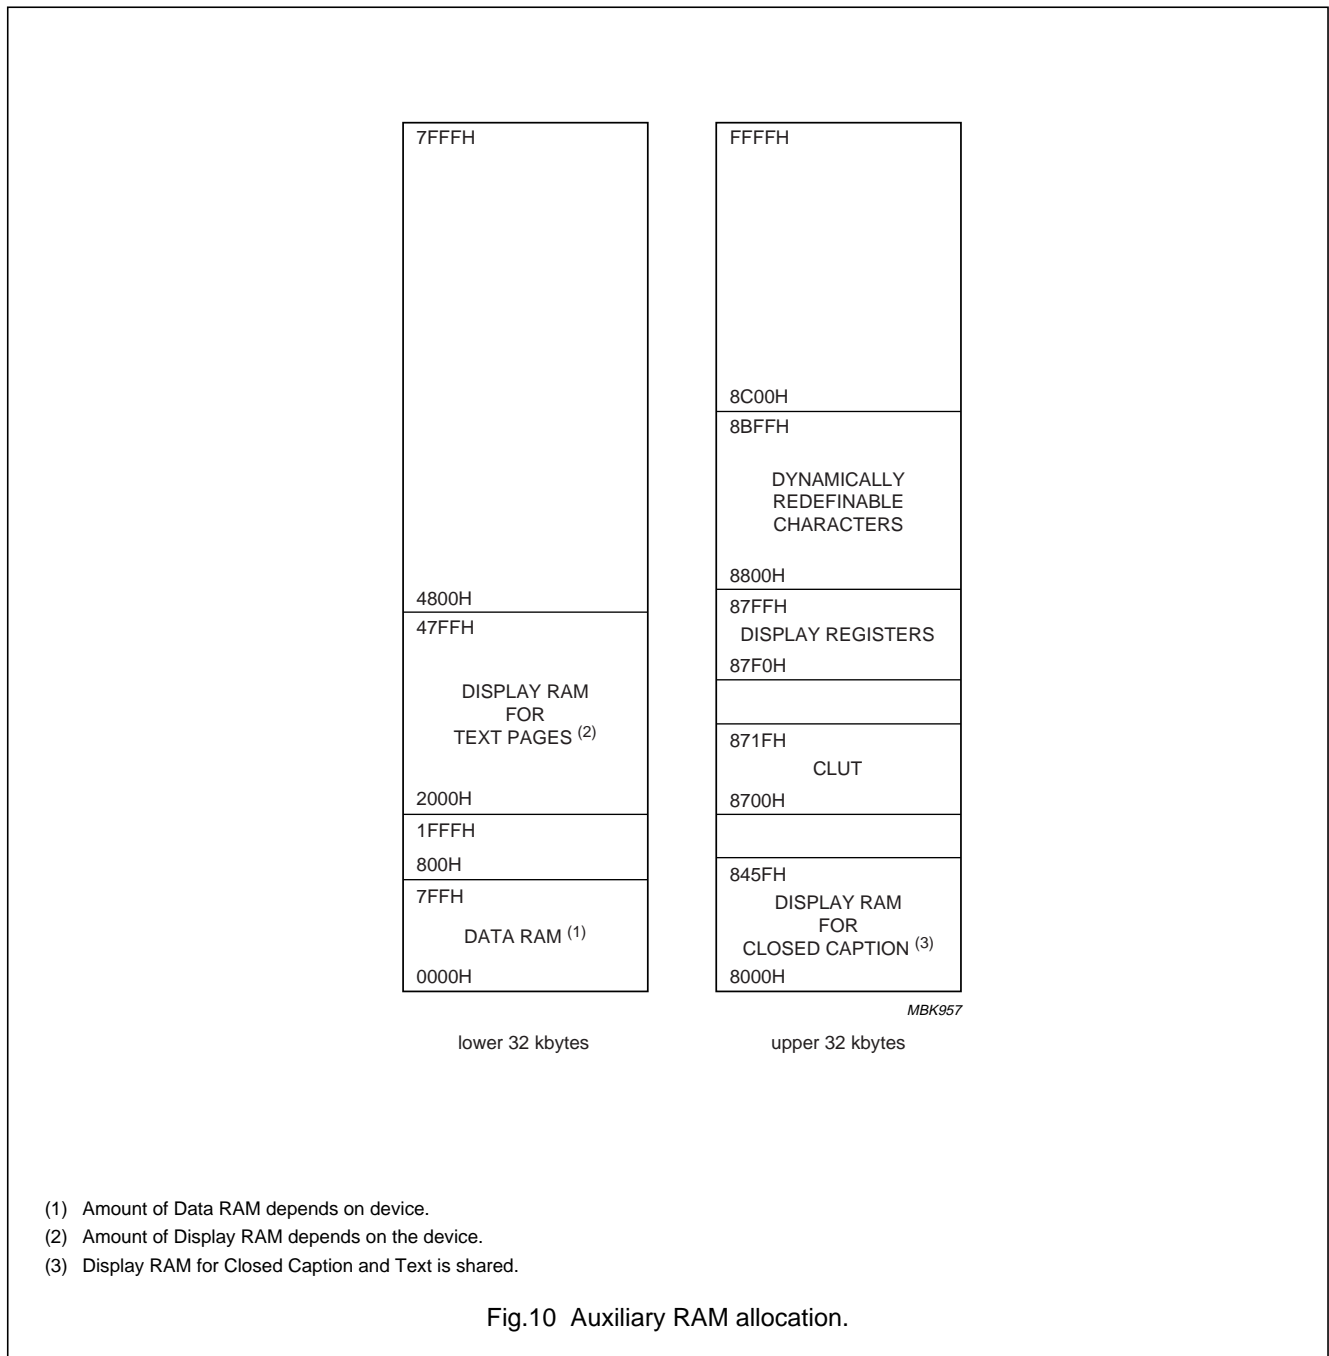 7FFFH
4800H
47FFH
DISPLAY RAM
FOR
TEXT PAGES (2)
2000H
1FFFH
800H
7FFH
DATA RAM (1)
0000H
lower 32 kbytes
FFFFH
8C00H
8BFFH
DYNAMICALLY
REDEFINABLE
CHARACTERS
8800H
87FFH
DISPLAY REGISTERS
87F0H
871FH
CLUT
8700H
845FH
DISPLAY RAM
FOR
CLOSED CAPTION (3)
8000H
MBK957
upper 32 kbytes
(1) Amount of Data RAM depends on device.
(2) Amount of Display RAM depends on the device.
(3) Display RAM for Closed Caption and Text is shared.
Fig.10 Auxiliary RAM allocation.